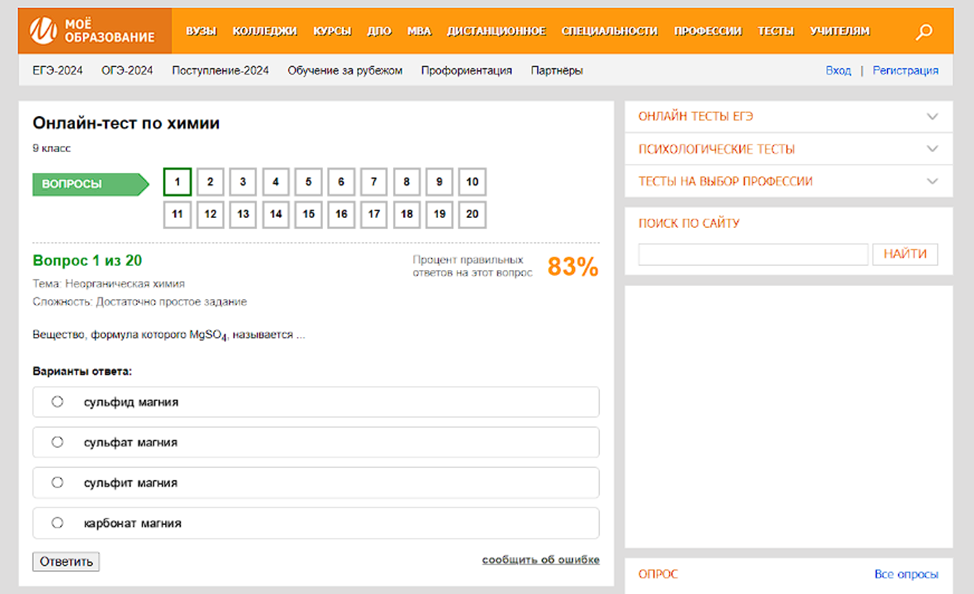 МОЁ
ОБРАЗОВАНИЕ
ВУЗЫ КОЛЛЕДЖИ КУРСЫ ДПО МВА ДИСТАНЦИОННОЕ СПЕЦИАЛЬНОСТИ ПРОФЕССИИ ТЕСТЫ УЧИТЕЛЯМ
ЕГЭ-2024 ОГЭ-2024 Поступление-2024 Обучение за рубежом Профориентация Партнёры Вход | Регистрация
Онлайн-тест по химии
9 класс
ВОПРОСЫ
1 2 3 4 5 6 7 8 9 10
11 12 13 14 15 16 17 18 19 20
Вопрос 1 из 20
Тема: Неорганическая химия
Сложность: Достаточно простое задание
Процент правильных
ответов на этот вопрос
83%
Вещество, формула которого MgSO4, называется ...
Варианты ответа:
сульфид магния
сульфат магния
сульфит магния
карбонат магния
Ответить
сообщить об ошибке
ОНЛАЙН ТЕСТЫ ЕГЭ
ПСИХОЛОГИЧЕСКИЕ ТЕСТЫ
ТЕСТЫ НА ВЫБОР ПРОФЕССИИ
ПОИСК ПО САЙТУ
НАЙТИ
ОПРОС Все опросы